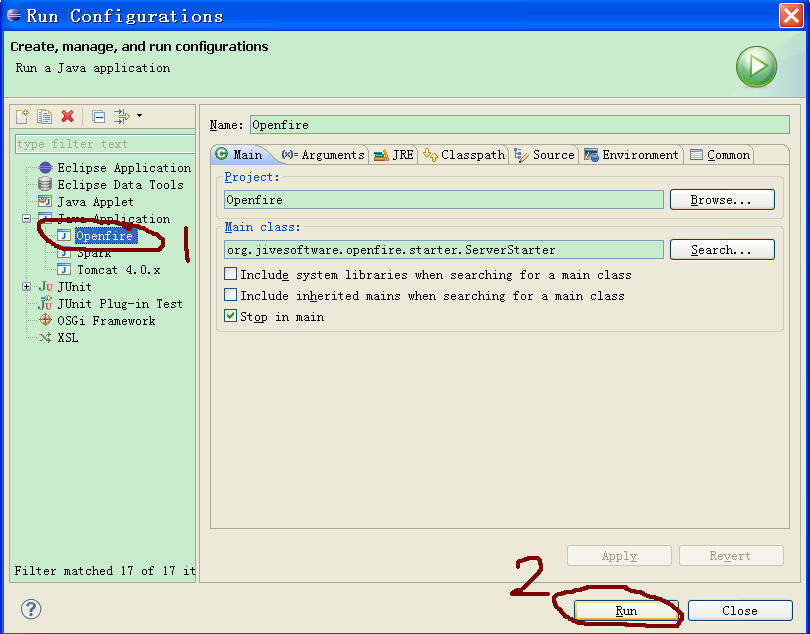 Run Configurations
Create, manage, and run configurations
Run a Java application
type filter text
Eclipse Application
Eclipse Data Tools
Java Applet
Java Application
Openfire
Spark
Tomcat 4.0.x
JUnit
JUnit Plug-in Test
OSGi Framework
XSL
Filter matched 17 of 17 it
1
Name: Openfire
Main (x)= Arguments JRE Classpath Source Environment Common
Project:
Openfire Browse...
Main class:
org.jivesoftware.openfire.starter.ServerStarter Search...
Include system libraries when searching for a main class
Include inherited mains when searching for a main class
Stop in main
Apply Revert
2
Run Close